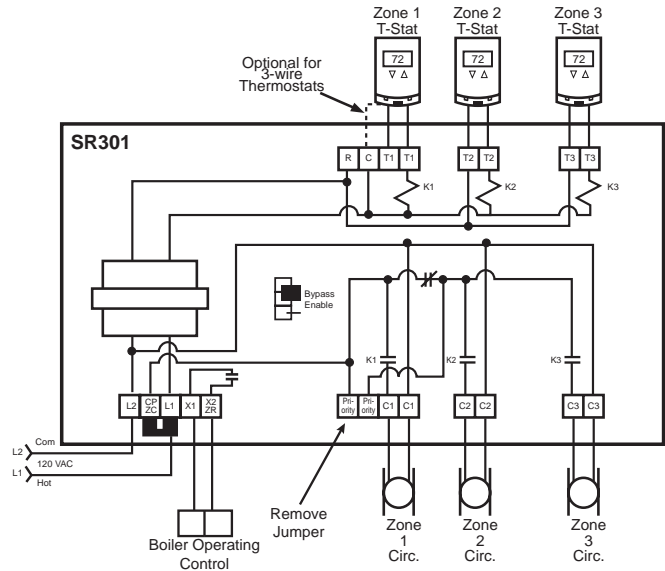 Zone 1
T-Stat
Zone 2
T-Stat
Zone 3
T-Stat
72
72
72
Optional for
3-wire
Thermostats
SR301
R C T1 T1
T2 T2
T3 T3
K1
K2
K3
Bypass
Enable
K1
K2
K3
L2
CP
ZC
L1
X1
X2
ZR
Pri-
ority
Pri-
ority
C1 C1
C2 C2
C3 C3
L2
Com
120 VAC
L1
Hot
Boiler Operating
Control
Remove
Jumper
Zone
1
Circ.
Zone
2
Circ.
Zone
3
Circ.